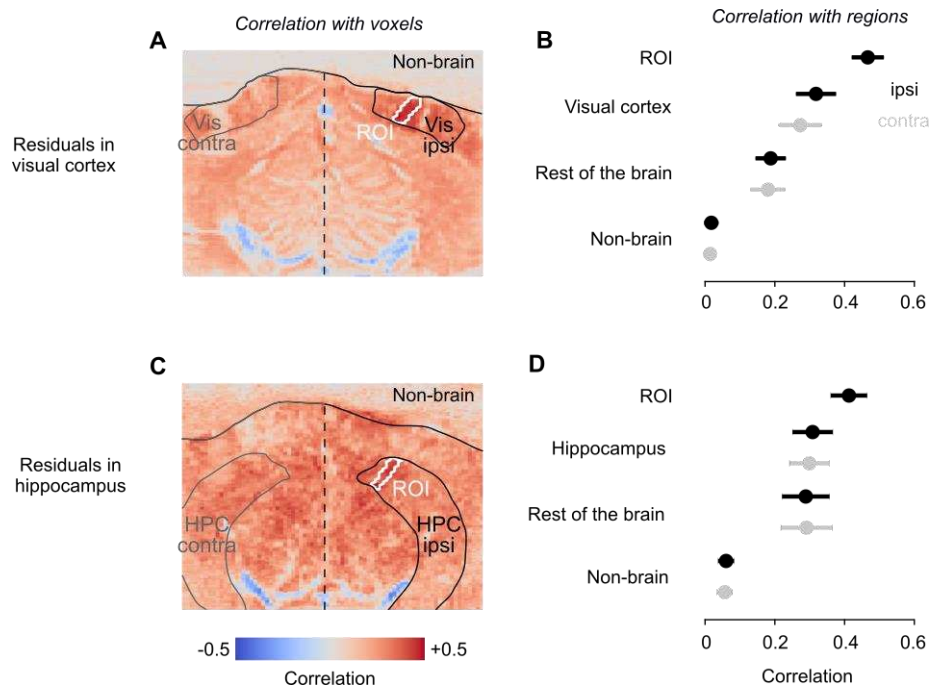 Correlation with voxels
Correlation with regions
A
Non-brain
Vis
contra
ROI
Vis
ipsi
Residuals in
visual cortex
B
ROI
ipsi
Visual cortex
contra
Rest of the brain
Non-brain
0
0.2
0.4
0.6
C
Non-brain
ROI
HPC
contra
HPC
ipsi
Residuals in
hippocampus
D
ROI
Hippocampus
Rest of the brain
Non-brain
0
0.2
0.4
0.6
Correlation
-0.5
+0.5
Correlation